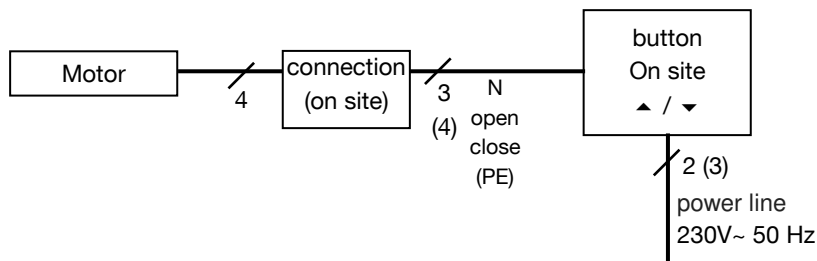 Motor
4
connection
(on site)
3
(4)
N
open
close
(PE)
button
On site
▲ / ▼
2 (3)
power line
230V~ 50 Hz